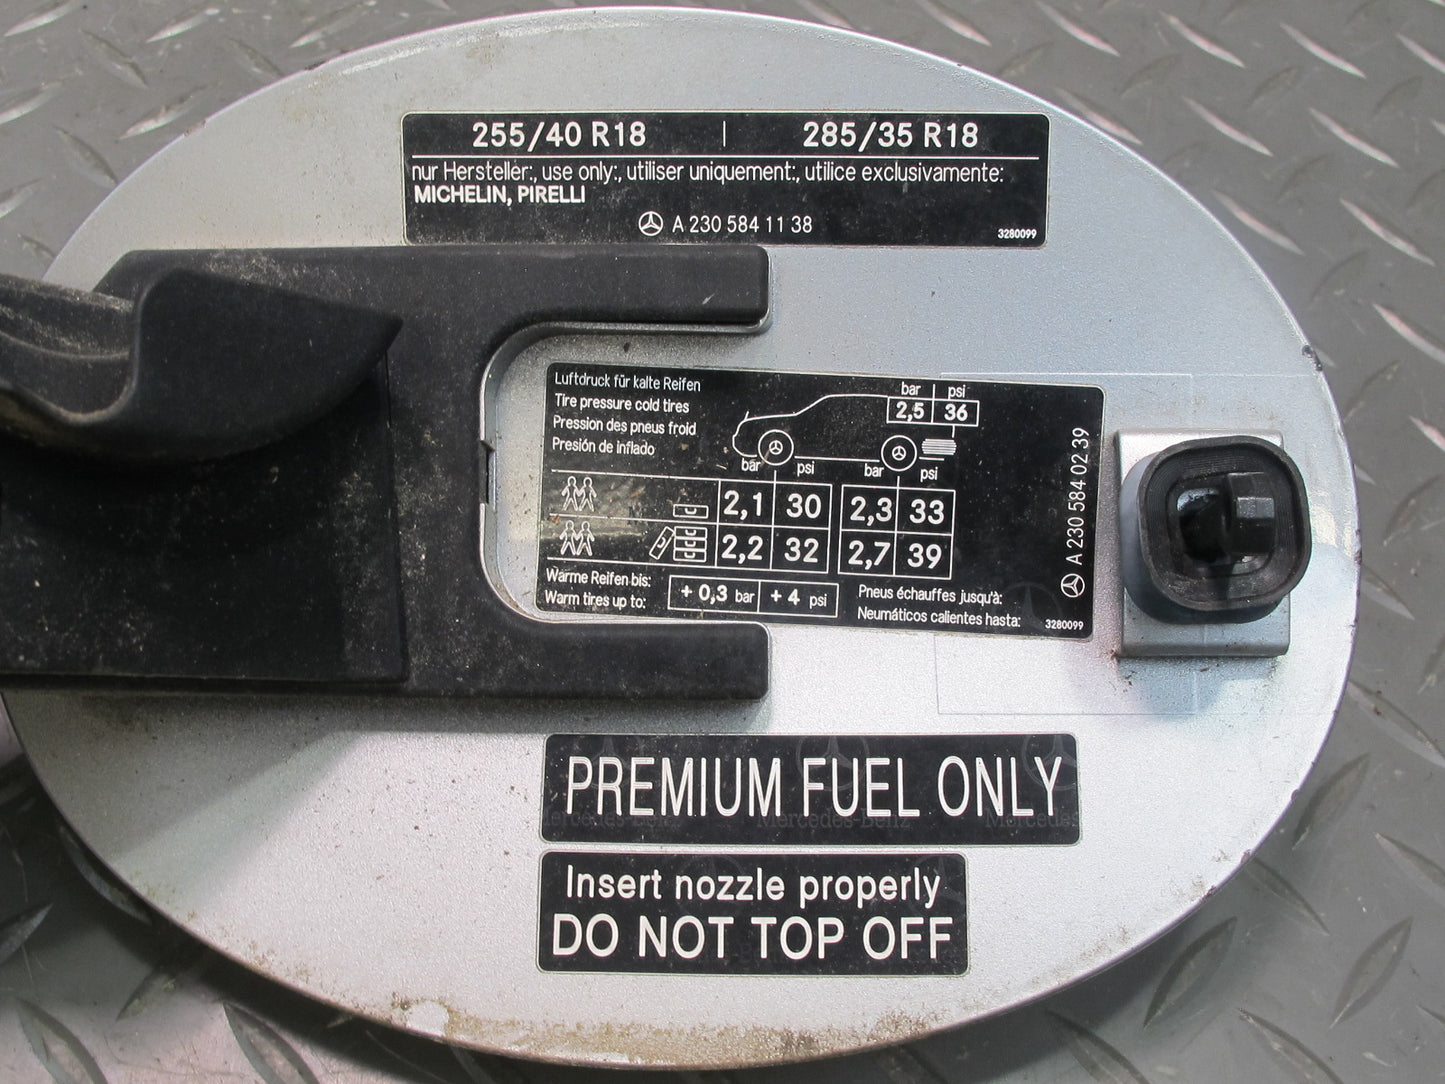 255/40 R18 | 285/35 R18
nur Hersteller:, use only:, utiliser uniquement:, utilice exclusivamente:
MICHELIN, PIRELLI
A 230 584 11 38
3280099
Luftdruck für kalte Reifen
Tire pressure cold tires
Pression des pneus froid
Presión de inflado
bar psi
2,5 36
bar psi bar psi
2,1 30 2,3 33
2,2 32 2,7 39
Warme Reifen bis:
Warm tires up to:
+ 0,3 bar + 4 psi
Pneus échauffes jusqu'à:
Neumáticos calientes hasta:
3280099
A 230 584 02 39
PREMIUM FUEL ONLY
Mercedes-Benz
Insert nozzle properly
DO NOT TOP OFF